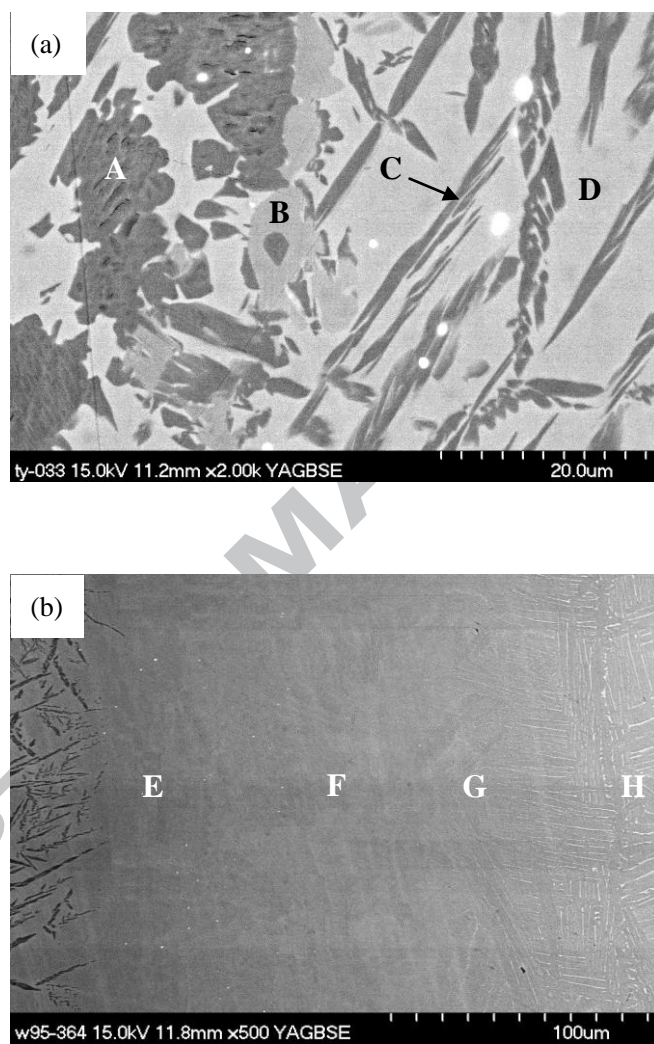 (a)
A
B
C
D
ty-033 15.0kV 11.2mm x2.00k YAGBSE 20.0um
MA
(b)
E
F
G
H
w95-364 15.0kV 11.8mm x500 YAGBSE 100um